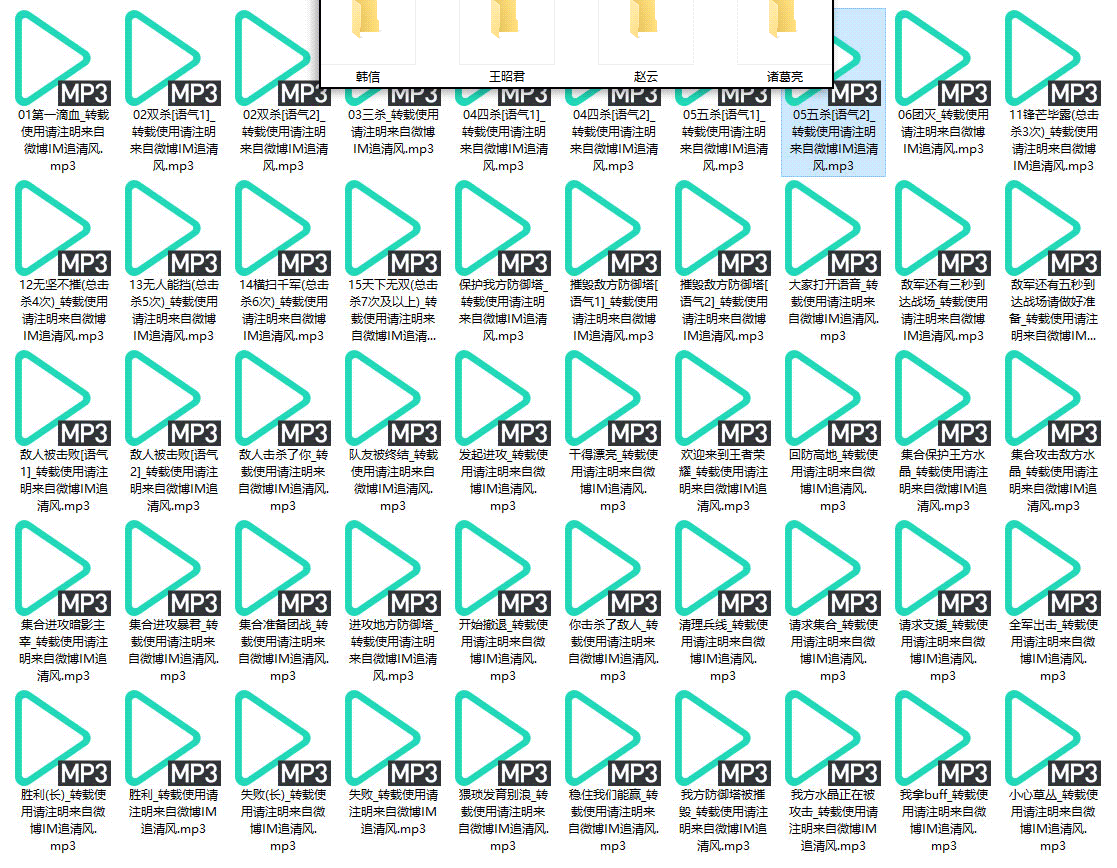 韩信
王昭君
赵云
诸葛亮
MP3
MP3
MP3
MP3
MP3
MP3
MP3
MP3
MP3
MP3
01第一滴血_转载
使用请注明来自
微博IM追清风.
mp3
02双杀[语气1]_
转载使用请注明
来自微博IM追清
风.mp3
02双杀[语气2]_
转载使用请注明
来自微博IM追清
风.mp3
03三杀_转载使用
请注明来自微博
IM追清风.mp3
04四杀[语气1]_
转载使用请注明
来自微博IM追清
风.mp3
04四杀[语气2]_
转载使用请注明
来自微博IM追清
风.mp3
05五杀[语气1]_
转载使用请注明
来自微博IM追清
风.mp3
05五杀[语气2]_
转载使用请注明
来自微博IM追清
风.mp3
06团灭_转载使用
请注明来自微博
IM追清风.mp3
11锋芒毕露(总击
杀3次)_转载使用
请注明来自微博
IM追清风.mp3
MP3
MP3
MP3
MP3
MP3
MP3
MP3
MP3
MP3
MP3
12无坚不摧(总击
杀4次)_转载使用
请注明来自微博
IM追清风.mp3
13无人能挡(总击
杀5次)_转载使用
请注明来自微博
IM追清风.mp3
14横扫千军(总击
杀6次)_转载使用
请注明来自微博
IM追清风.mp3
15天下无双(总击
杀7次及以上)_转
载使用请注明来
自微博IM追清...
保护我方防御塔_
转载使用请注明
来自微博IM追清
风.mp3
摧毁敌方防御塔[
语气1]_转载使用
请注明来自微博
IM追清风.mp3
摧毁敌方防御塔[
语气2]_转载使用
请注明来自微博
IM追清风.mp3
大家打开语音_转
载使用请注明来
自微博IM追清风.
mp3
敌军还有三秒到
达战场_转载使用
请注明来自微博
IM追清风.mp3
敌军还有五秒到
达战场请做好准
备_转载使用请注
明来自微博IM...
MP3
MP3
MP3
MP3
MP3
MP3
MP3
MP3
MP3
MP3
敌人被击败[语气
1]_转载使用请注
明来自微博IM追
清风.mp3
敌人被击败[语气
2]_转载使用请注
明来自微博IM追
清风.mp3
敌人击杀了你_转
载使用请注明来
自微博IM追清风.
mp3
队友被终结_转载
使用请注明来自
微博IM追清风.
mp3
发起进攻_转载使
用请注明来自微
博IM追清风.
mp3
干得漂亮_转载使
用请注明来自微
博IM追清风.
mp3
欢迎来到王者荣
耀_转载使用请注
明来自微博IM追
清风.mp3
回防高地_转载使
用请注明来自微
博IM追清风.
mp3
集合保护王方水
晶_转载使用请注
明来自微博IM追
清风.mp3
集合攻击敌方水
晶_转载使用请注
明来自微博IM追
清风.mp3
MP3
MP3
MP3
MP3
MP3
MP3
MP3
MP3
MP3
MP3
集合进攻暗影主
宰_转载使用请注
明来自微博IM追
清风.mp3
集合进攻暴君_转
载使用请注明来
自微博IM追清风.
mp3
集合准备团战_转
载使用请注明来
自微博IM追清风.
mp3
进攻地方防御塔_
转载使用请注明
来自微博IM追清
风.mp3
开始撤退_转载使
用请注明来自微
博IM追清风.
mp3
你击杀了敌人_转
载使用请注明来
自微博IM追清风.
mp3
清理兵线_转载使
用请注明来自微
博IM追清风.
mp3
请求集合_转载使
用请注明来自微
博IM追清风.
mp3
请求支援_转载使
用请注明来自微
博IM追清风.
mp3
全军出击_转载使
用请注明来自微
博IM追清风.
mp3
MP3
MP3
MP3
MP3
MP3
MP3
MP3
MP3
MP3
MP3
胜利(长)_转载使
用请注明来自微
博IM追清风.
mp3
胜利_转载使用请
注明来自微博IM
追清风.mp3
失败(长)_转载使
用请注明来自微
博IM追清风.
mp3
失败_转载使用请
注明来自微博IM
追清风.mp3
猥琐发育别浪_转
载使用请注明来
自微博IM追清风.
mp3
稳住我们能赢_转
载使用请注明来
自微博IM追清风.
mp3
我方防御塔被摧
毁_转载使用请注
明来自微博IM追
清风.mp3
我方水晶正在被
攻击_转载使用请
注明来自微博IM
追清风.mp3
我拿buff_转载使
用请注明来自微
博IM追清风.
mp3
小心草丛_转载使
用请注明来自微
博IM追清风.
mp3